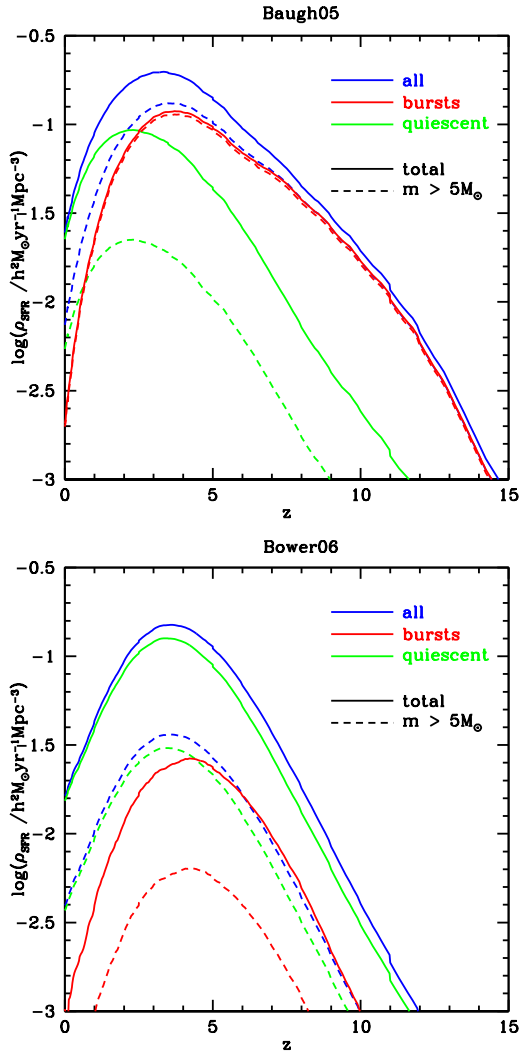 Baugh05
-0.5
-1
-1.5
-2
-2.5
-3
log(ρSFR /h²M⊙yr⁻¹Mpc⁻³)
all
bursts
quiescent
total
m > 5M⊙
0 5 10 15
z
Bower06
-0.5
-1
-1.5
-2
-2.5
-3
log(ρSFR /h²M⊙yr⁻¹Mpc⁻³)
all
bursts
quiescent
total
m > 5M⊙
0 5 10 15
z